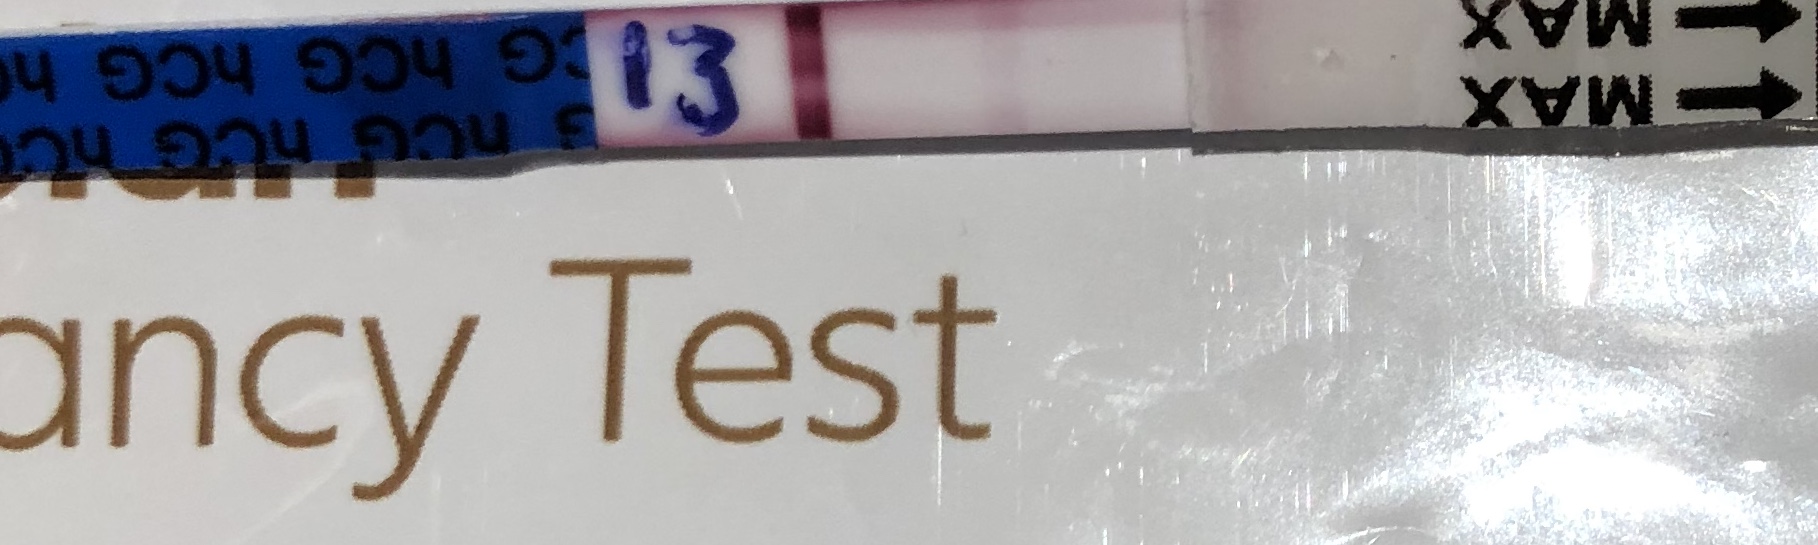 hCG hCG hCG 13 MAX
hCG hCG hCG MAX
ancy Test